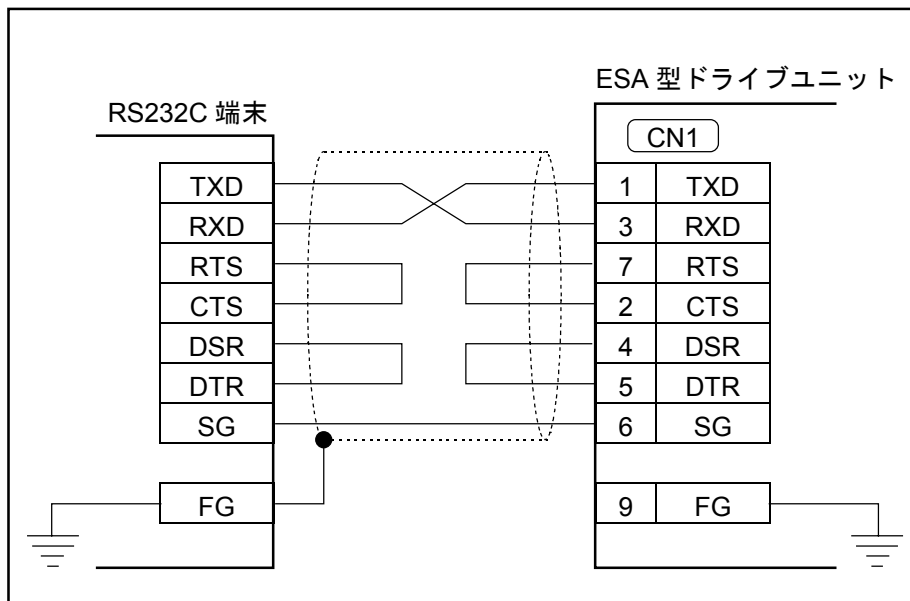 ESA 型ドライブユニット
RS232C 端末
CN1
TXD 1 TXD
RXD 3 RXD
RTS 7 RTS
CTS 2 CTS
DSR 4 DSR
DTR 5 DTR
SG 6 SG
FG 9 FG